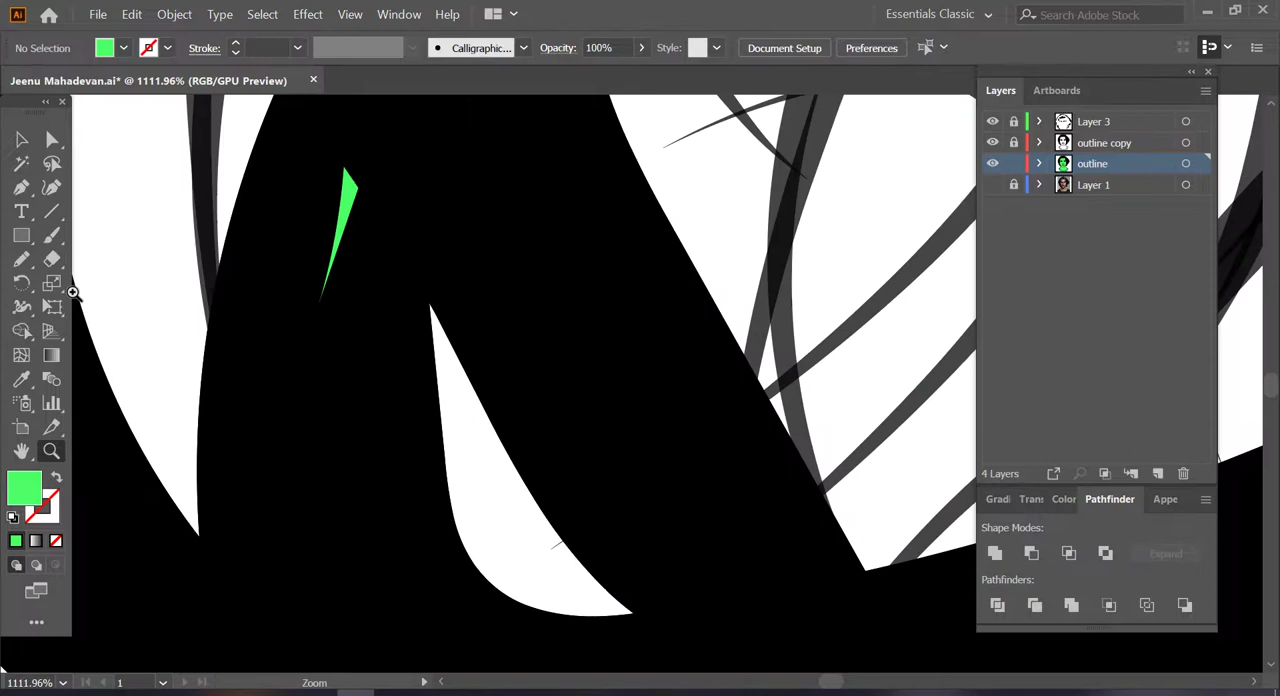 Ai File Edit Object Type Select Effect View Window Help Essentials Classic Search Adobe Stock
No Selection Stroke: Calligraphic... Opacity: 100% Style: Document Setup Preferences
Jeenu Mahadevan.ai* @ 1111.96% (RGB/GPU Preview)
Layers Artboards
Layer 3
outline copy
outline
Layer 1
4 Layers
Gradi Trans Color Pathfinder Appe
Shape Modes:
Expand
Pathfinders:
1111.96% 1 Zoom